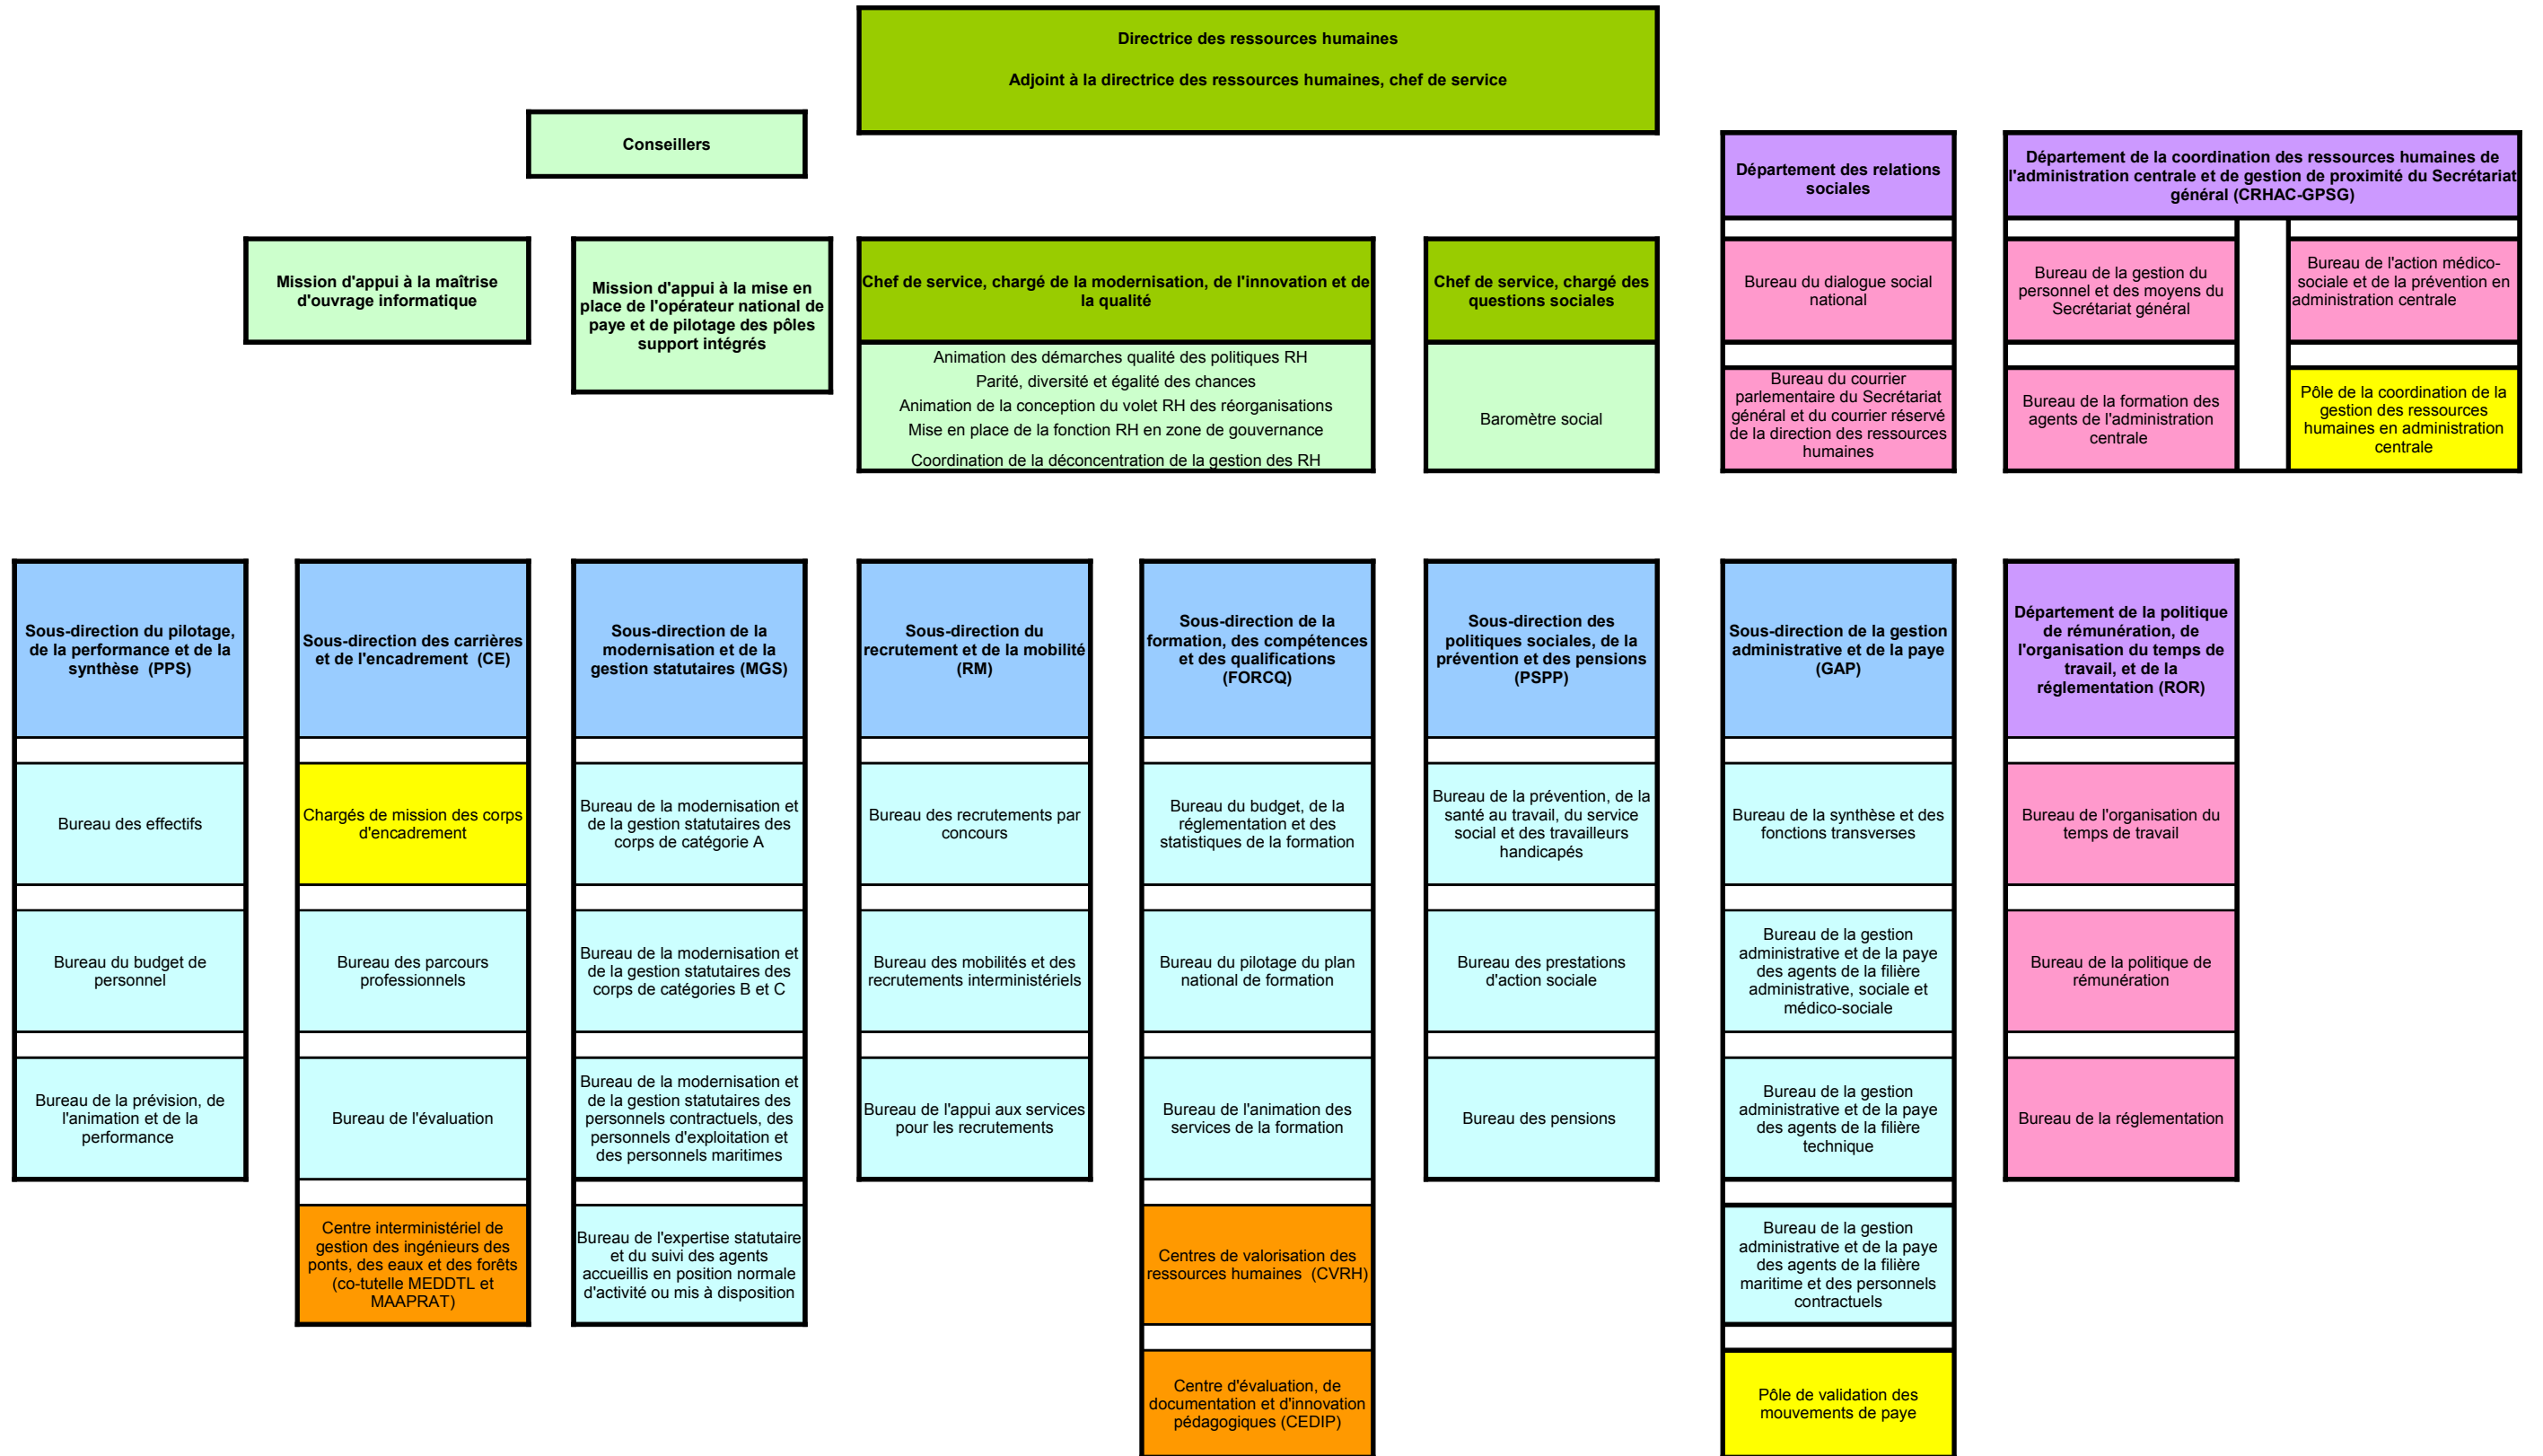 Directrice des ressources humaines
Adjoint à la directrice des ressources humaines, chef de service
Conseillers
Département des relations
sociales
Département de la coordination des ressources humaines de
l'administration centrale et de gestion de proximité du Secrétariat
général (CRHAC-GPSG)
Mission d'appui à la maîtrise
d'ouvrage informatique
Mission d'appui à la mise en
place de l'opérateur national de
paye et de pilotage des pôles
support intégrés
Chef de service, chargé de la modernisation, de l'innovation et de
la qualité
Chef de service, chargé des
questions sociales
Bureau du dialogue social
national
Bureau de la gestion du
personnel et des moyens du
Secrétariat général
Bureau de l'action médico-
sociale et de la prévention en
administration centrale
Animation des démarches qualité des politiques RH
Parité, diversité et égalité des chances
Animation de la conception du volet RH des réorganisations
Mise en place de la fonction RH en zone de gouvernance
Coordination de la déconcentration de la gestion des RH
Baromètre social
Bureau du courrier
parlementaire du Secrétariat
général et du courrier réservé
de la direction des ressources
humaines
Bureau de la formation des
agents de l'administration
centrale
Pôle de la coordination de la
gestion des ressources
humaines en administration
centrale
Sous-direction du pilotage,
de la performance et de la
synthèse (PPS)
Sous-direction des carrières
et de l'encadrement (CE)
Sous-direction de la
modernisation et de la
gestion statutaires (MGS)
Sous-direction du
recrutement et de la mobilité
(RM)
Sous-direction de la
formation, des compétences
et des qualifications
(FORCQ)
Sous-direction des
politiques sociales, de la
prévention et des pensions
(PSPP)
Sous-direction de la gestion
administrative et de la paye
(GAP)
Département de la politique
de rémunération, de
l'organisation du temps de
travail, et de la
réglementation (ROR)
Bureau des effectifs
Chargés de mission des corps
d'encadrement
Bureau de la modernisation et
de la gestion statutaires des
corps de catégorie A
Bureau des recrutements par
concours
Bureau du budget, de la
réglementation et des
statistiques de la formation
Bureau de la prévention, de la
santé au travail, du service
social et des travailleurs
handicapés
Bureau de la synthèse et des
fonctions transverses
Bureau de l'organisation du
temps de travail
Bureau du budget de
personnel
Bureau des parcours
professionnels
Bureau de la modernisation et
de la gestion statutaires des
corps de catégories B et C
Bureau des mobilités et des
recrutements interministériels
Bureau du pilotage du plan
national de formation
Bureau des prestations
d'action sociale
Bureau de la gestion
administrative et de la paye
des agents de la filière
administrative, sociale et
médico-sociale
Bureau de la politique de
rémunération
Bureau de la prévision, de
l'animation et de la
performance
Bureau de l'évaluation
Bureau de la modernisation et
de la gestion statutaires des
personnels contractuels, des
personnels d'exploitation et
des personnels maritimes
Bureau de l'appui aux services
pour les recrutements
Bureau de l'animation des
services de la formation
Bureau des pensions
Bureau de la gestion
administrative et de la paye
des agents de la filière
technique
Bureau de la réglementation
Centre interministériel de
gestion des ingénieurs des
ponts, des eaux et des forêts
(co-tutelle MEDDTL et
MAAPRAT)
Bureau de l'expertise statutaire
et du suivi des agents
accueillis en position normale
d'activité ou mis à disposition
Centres de valorisation des
ressources humaines (CVRH)
Bureau de la gestion
administrative et de la paye
des agents de la filière
maritime et des personnels
contractuels
Centre d'évaluation, de
documentation et d'innovation
pédagogiques (CEDIP)
Pôle de validation des
mouvements de paye